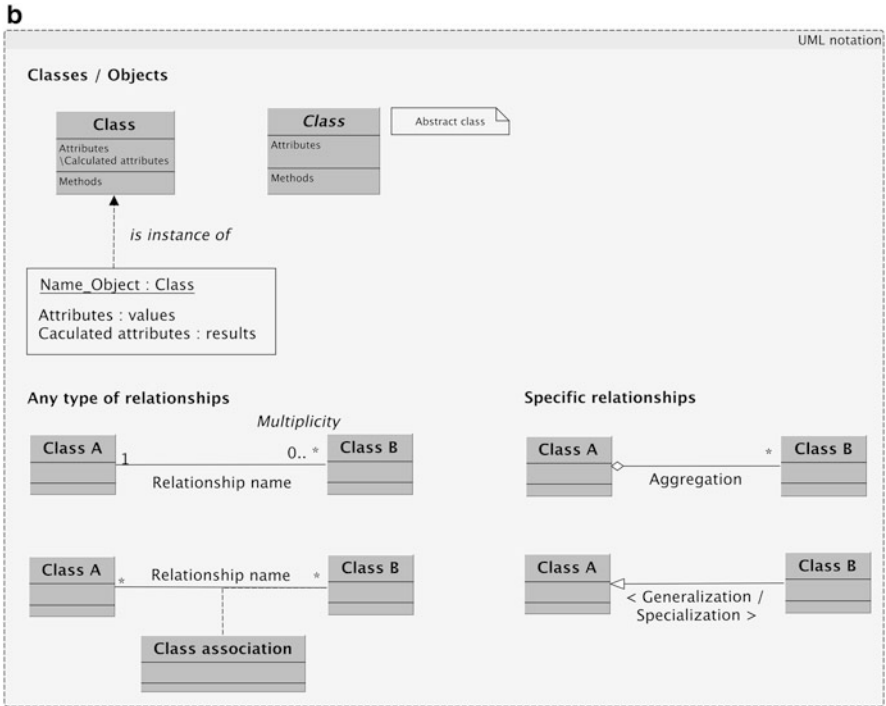 b
UML notation
Classes / Objects
Class
Attributes
\Calculated attributes
Methods
Class
Attributes
Methods
Abstract class
is instance of
Name_Object : Class
Attributes : values
Caculated attributes : results
Any type of relationships
Multiplicity
Class A
1
0.. *
Class B
Relationship name
Class A
*
Relationship name
*
Class B
Class association
Specific relationships
Class A
*
Class B
Aggregation
Class A
Class B
< Generalization /
Specialization >